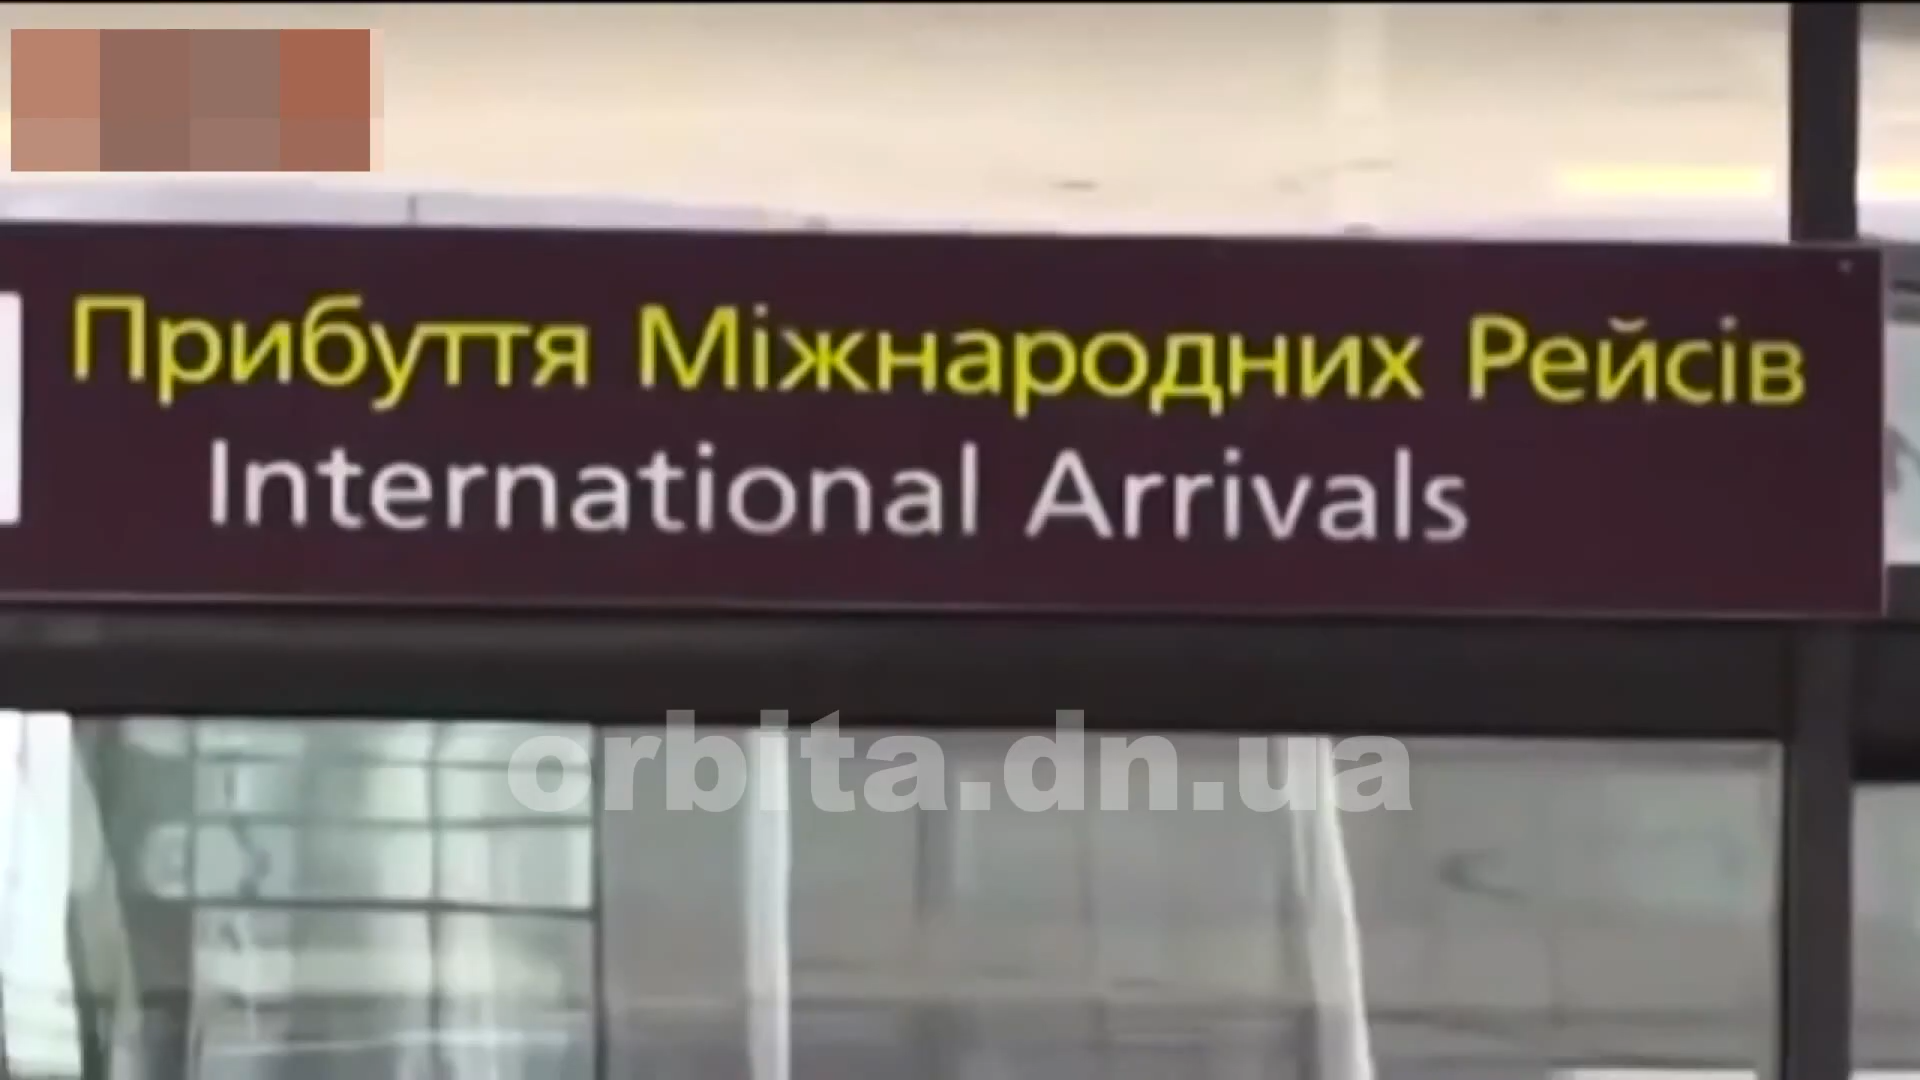 Прибуття Міжнародних Рейсів
International Arrivals
orbita.dn.ua